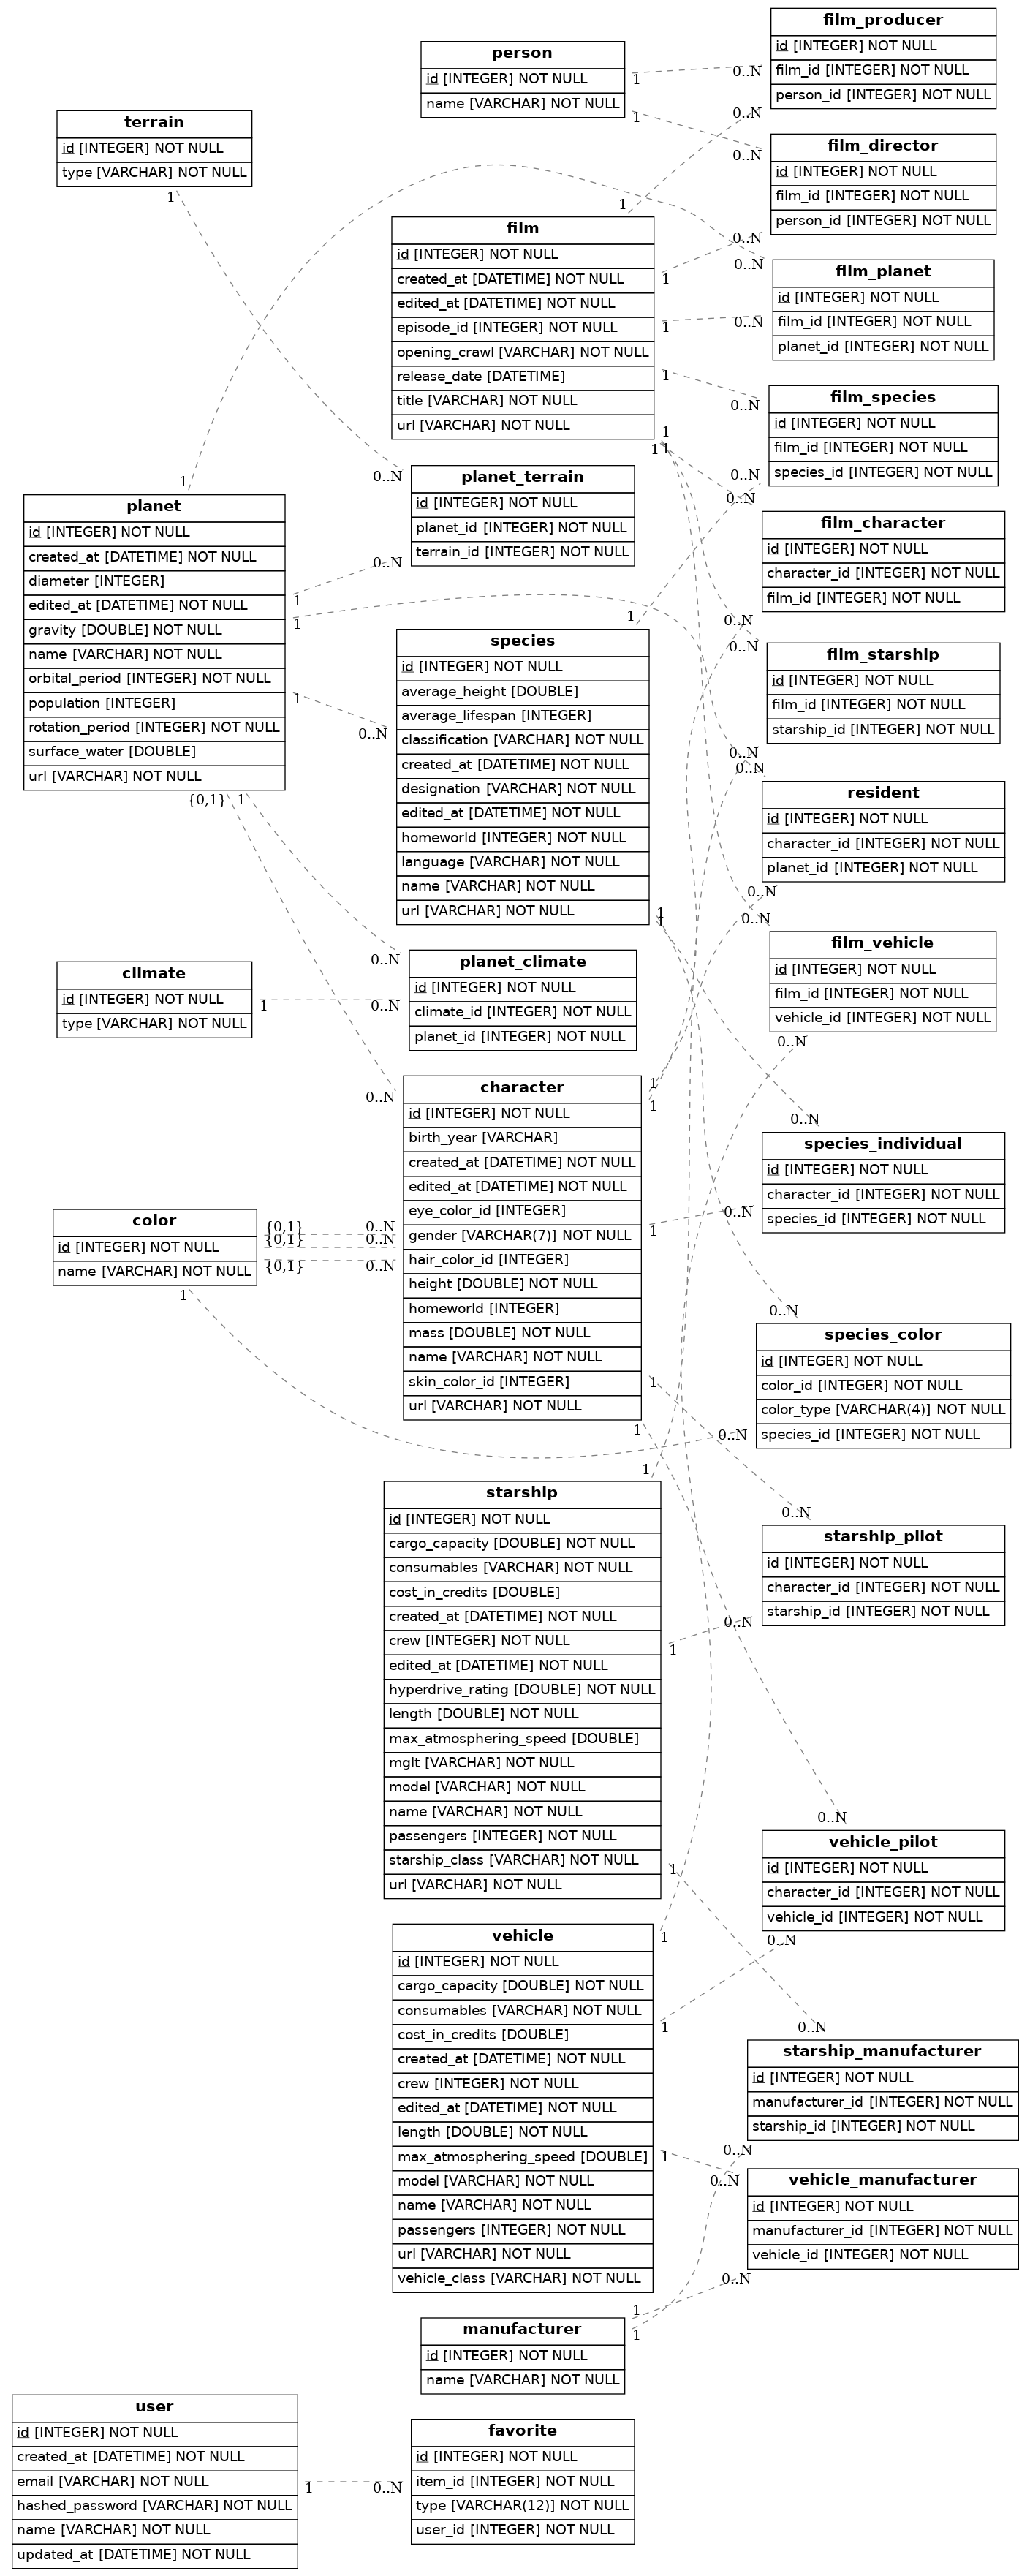 film_producer
id [INTEGER] NOT NULL
film_id [INTEGER] NOT NULL
person_id [INTEGER] NOT NULL
person
id [INTEGER] NOT NULL
name [VARCHAR] NOT NULL
1
0..N
1
0..N
0..N
terrain
id [INTEGER] NOT NULL
type [VARCHAR] NOT NULL
1
film_director
id [INTEGER] NOT NULL
film_id [INTEGER] NOT NULL
person_id [INTEGER] NOT NULL
1
0..N
0..N
film
id [INTEGER] NOT NULL
created_at [DATETIME] NOT NULL
edited_at [DATETIME] NOT NULL
episode_id [INTEGER] NOT NULL
opening_crawl [VARCHAR] NOT NULL
release_date [DATETIME]
title [VARCHAR] NOT NULL
url [VARCHAR] NOT NULL
1
1
0..N
1
0..N
1
1
1
film_planet
id [INTEGER] NOT NULL
film_id [INTEGER] NOT NULL
planet_id [INTEGER] NOT NULL
film_species
id [INTEGER] NOT NULL
film_id [INTEGER] NOT NULL
species_id [INTEGER] NOT NULL
0..N
0..N
planet_terrain
id [INTEGER] NOT NULL
planet_id [INTEGER] NOT NULL
terrain_id [INTEGER] NOT NULL
0..N
0..N
1
planet
id [INTEGER] NOT NULL
created_at [DATETIME] NOT NULL
diameter [INTEGER]
edited_at [DATETIME] NOT NULL
gravity [DOUBLE] NOT NULL
name [VARCHAR] NOT NULL
orbital_period [INTEGER] NOT NULL
population [INTEGER]
rotation_period [INTEGER] NOT NULL
surface_water [DOUBLE]
url [VARCHAR] NOT NULL
1
1
1
0..N
{0,1}
1
film_character
id [INTEGER] NOT NULL
character_id [INTEGER] NOT NULL
film_id [INTEGER] NOT NULL
1
0..N
0..N
species
id [INTEGER] NOT NULL
average_height [DOUBLE]
average_lifespan [INTEGER]
classification [VARCHAR] NOT NULL
created_at [DATETIME] NOT NULL
designation [VARCHAR] NOT NULL
edited_at [DATETIME] NOT NULL
homeworld [INTEGER] NOT NULL
language [VARCHAR] NOT NULL
name [VARCHAR] NOT NULL
url [VARCHAR] NOT NULL
1
1
film_starship
id [INTEGER] NOT NULL
film_id [INTEGER] NOT NULL
starship_id [INTEGER] NOT NULL
0..N
0..N
resident
id [INTEGER] NOT NULL
character_id [INTEGER] NOT NULL
planet_id [INTEGER] NOT NULL
0..N
0..N
film_vehicle
id [INTEGER] NOT NULL
film_id [INTEGER] NOT NULL
vehicle_id [INTEGER] NOT NULL
0..N
climate
id [INTEGER] NOT NULL
type [VARCHAR] NOT NULL
1
0..N
0..N
planet_climate
id [INTEGER] NOT NULL
climate_id [INTEGER] NOT NULL
planet_id [INTEGER] NOT NULL
0..N
character
id [INTEGER] NOT NULL
birth_year [VARCHAR]
created_at [DATETIME] NOT NULL
edited_at [DATETIME] NOT NULL
eye_color_id [INTEGER]
gender [VARCHAR(7)] NOT NULL
hair_color_id [INTEGER]
height [DOUBLE] NOT NULL
homeworld [INTEGER]
mass [DOUBLE] NOT NULL
name [VARCHAR] NOT NULL
skin_color_id [INTEGER]
url [VARCHAR] NOT NULL
1
1
0..N
species_individual
id [INTEGER] NOT NULL
character_id [INTEGER] NOT NULL
species_id [INTEGER] NOT NULL
1
0..N
color
id [INTEGER] NOT NULL
name [VARCHAR] NOT NULL
{0,1}
0..N
{0,1}
0..N
{0,1}
0..N
1
0..N
species_color
id [INTEGER] NOT NULL
color_id [INTEGER] NOT NULL
color_type [VARCHAR(4)] NOT NULL
species_id [INTEGER] NOT NULL
0..N
1
1
1
starship
id [INTEGER] NOT NULL
cargo_capacity [DOUBLE] NOT NULL
consumables [VARCHAR] NOT NULL
cost_in_credits [DOUBLE]
created_at [DATETIME] NOT NULL
crew [INTEGER] NOT NULL
edited_at [DATETIME] NOT NULL
hyperdrive_rating [DOUBLE] NOT NULL
length [DOUBLE] NOT NULL
max_atmosphering_speed [DOUBLE]
mglt [VARCHAR] NOT NULL
model [VARCHAR] NOT NULL
name [VARCHAR] NOT NULL
passengers [INTEGER] NOT NULL
starship_class [VARCHAR] NOT NULL
url [VARCHAR] NOT NULL
0..N
starship_pilot
id [INTEGER] NOT NULL
character_id [INTEGER] NOT NULL
starship_id [INTEGER] NOT NULL
0..N
1
0..N
vehicle_pilot
id [INTEGER] NOT NULL
character_id [INTEGER] NOT NULL
vehicle_id [INTEGER] NOT NULL
1
0..N
vehicle
id [INTEGER] NOT NULL
cargo_capacity [DOUBLE] NOT NULL
consumables [VARCHAR] NOT NULL
cost_in_credits [DOUBLE]
created_at [DATETIME] NOT NULL
crew [INTEGER] NOT NULL
edited_at [DATETIME] NOT NULL
length [DOUBLE] NOT NULL
max_atmosphering_speed [DOUBLE]
model [VARCHAR] NOT NULL
name [VARCHAR] NOT NULL
passengers [INTEGER] NOT NULL
url [VARCHAR] NOT NULL
vehicle_class [VARCHAR] NOT NULL
1
1
0..N
starship_manufacturer
id [INTEGER] NOT NULL
manufacturer_id [INTEGER] NOT NULL
starship_id [INTEGER] NOT NULL
0..N
1
0..N
vehicle_manufacturer
id [INTEGER] NOT NULL
manufacturer_id [INTEGER] NOT NULL
vehicle_id [INTEGER] NOT NULL
0..N
1
1
manufacturer
id [INTEGER] NOT NULL
name [VARCHAR] NOT NULL
user
id [INTEGER] NOT NULL
created_at [DATETIME] NOT NULL
email [VARCHAR] NOT NULL
hashed_password [VARCHAR] NOT NULL
name [VARCHAR] NOT NULL
updated_at [DATETIME] NOT NULL
1
0..N
favorite
id [INTEGER] NOT NULL
item_id [INTEGER] NOT NULL
type [VARCHAR(12)] NOT NULL
user_id [INTEGER] NOT NULL